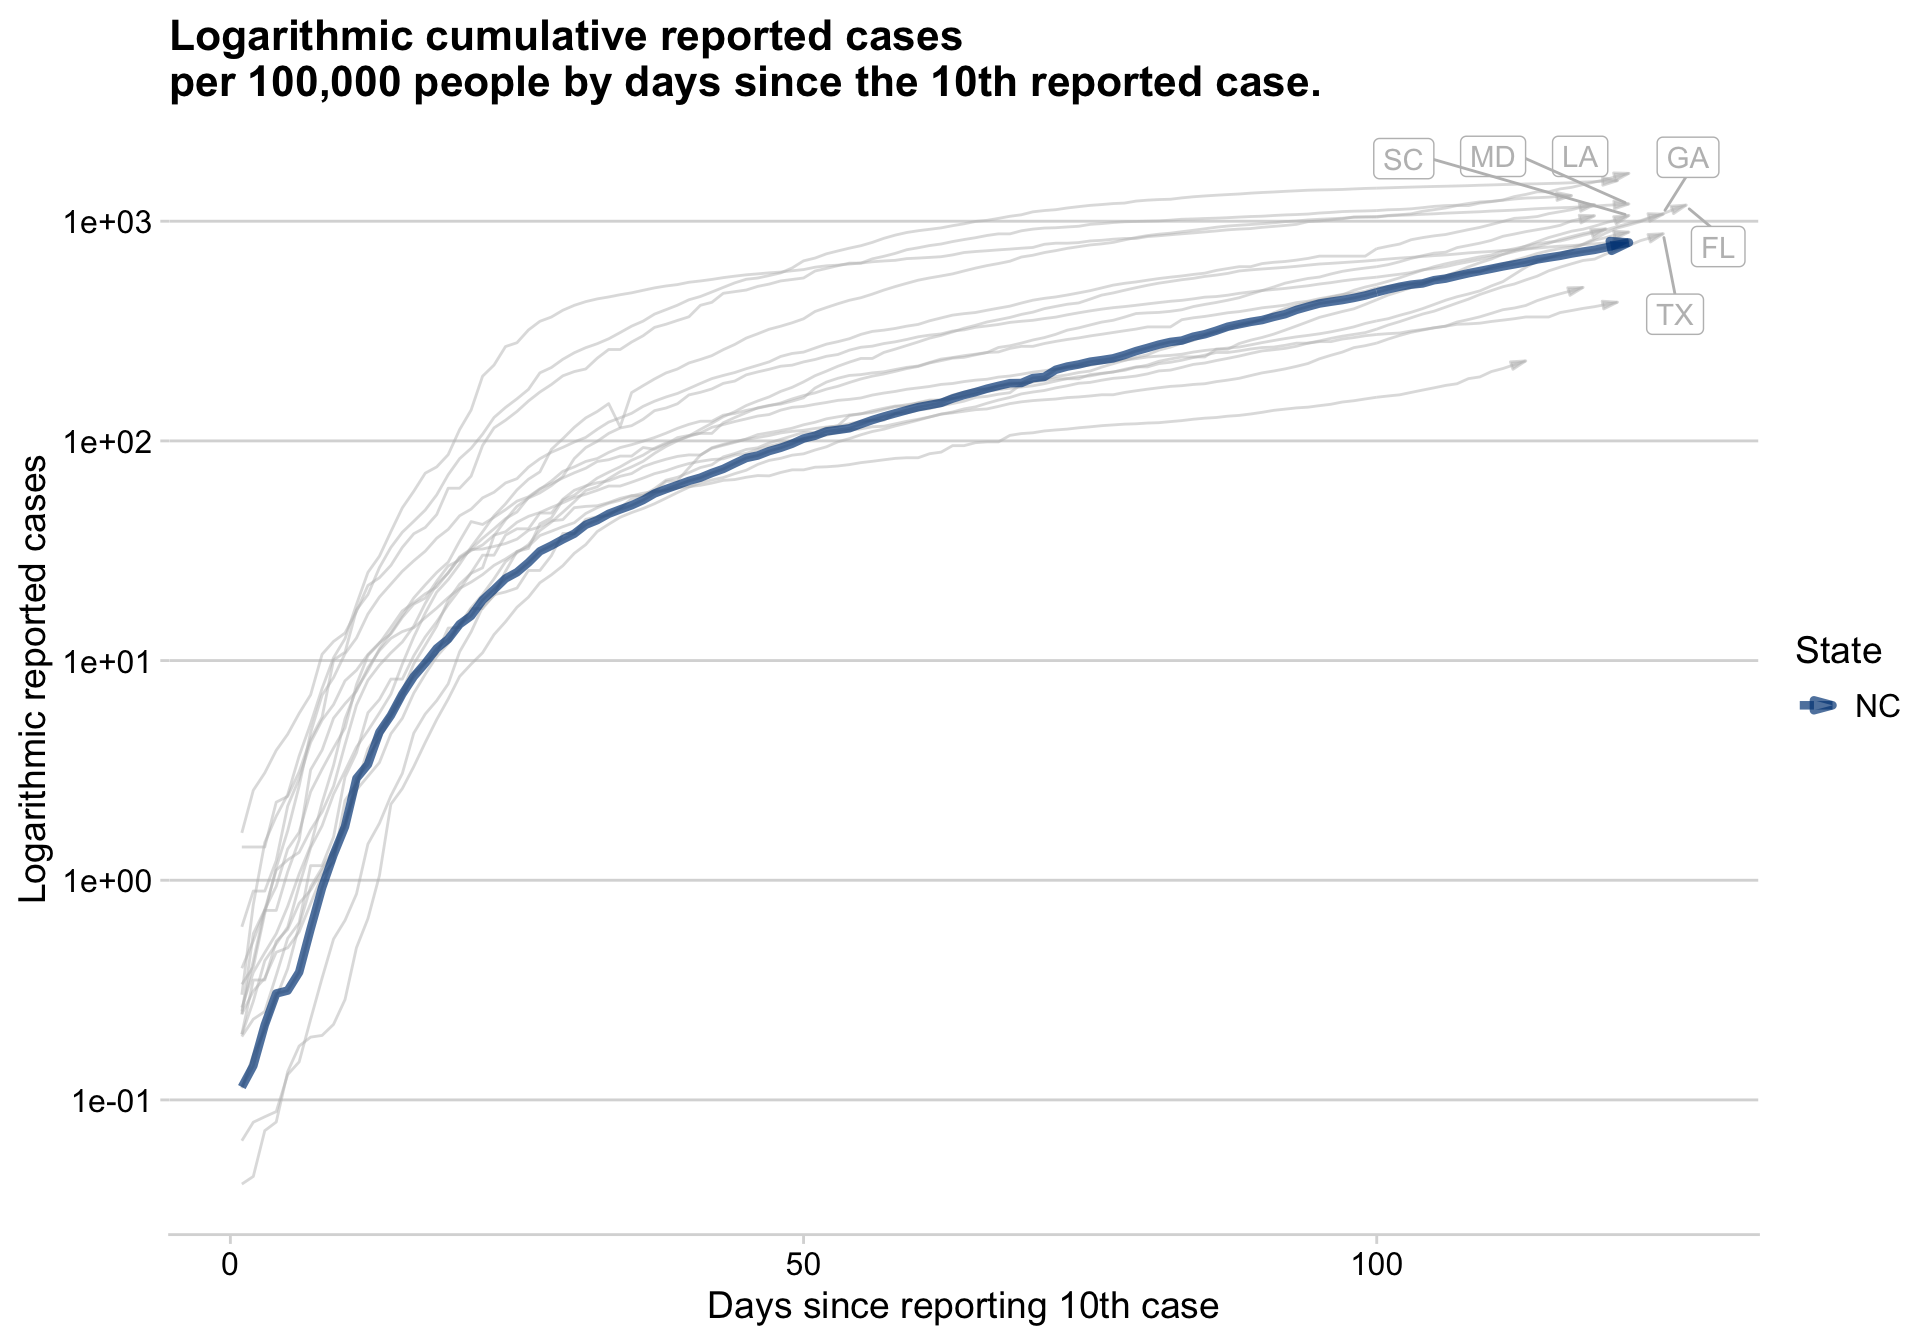 Logarithmic cumulative reported cases
per 100,000 people by days since the 10th reported case.
SC
MD
LA
GA
FL
TX
1e+03
1e+02
1e+01
1e+00
1e-01
Logarithmic reported cases
0
50
100
Days since reporting 10th case
State
NC